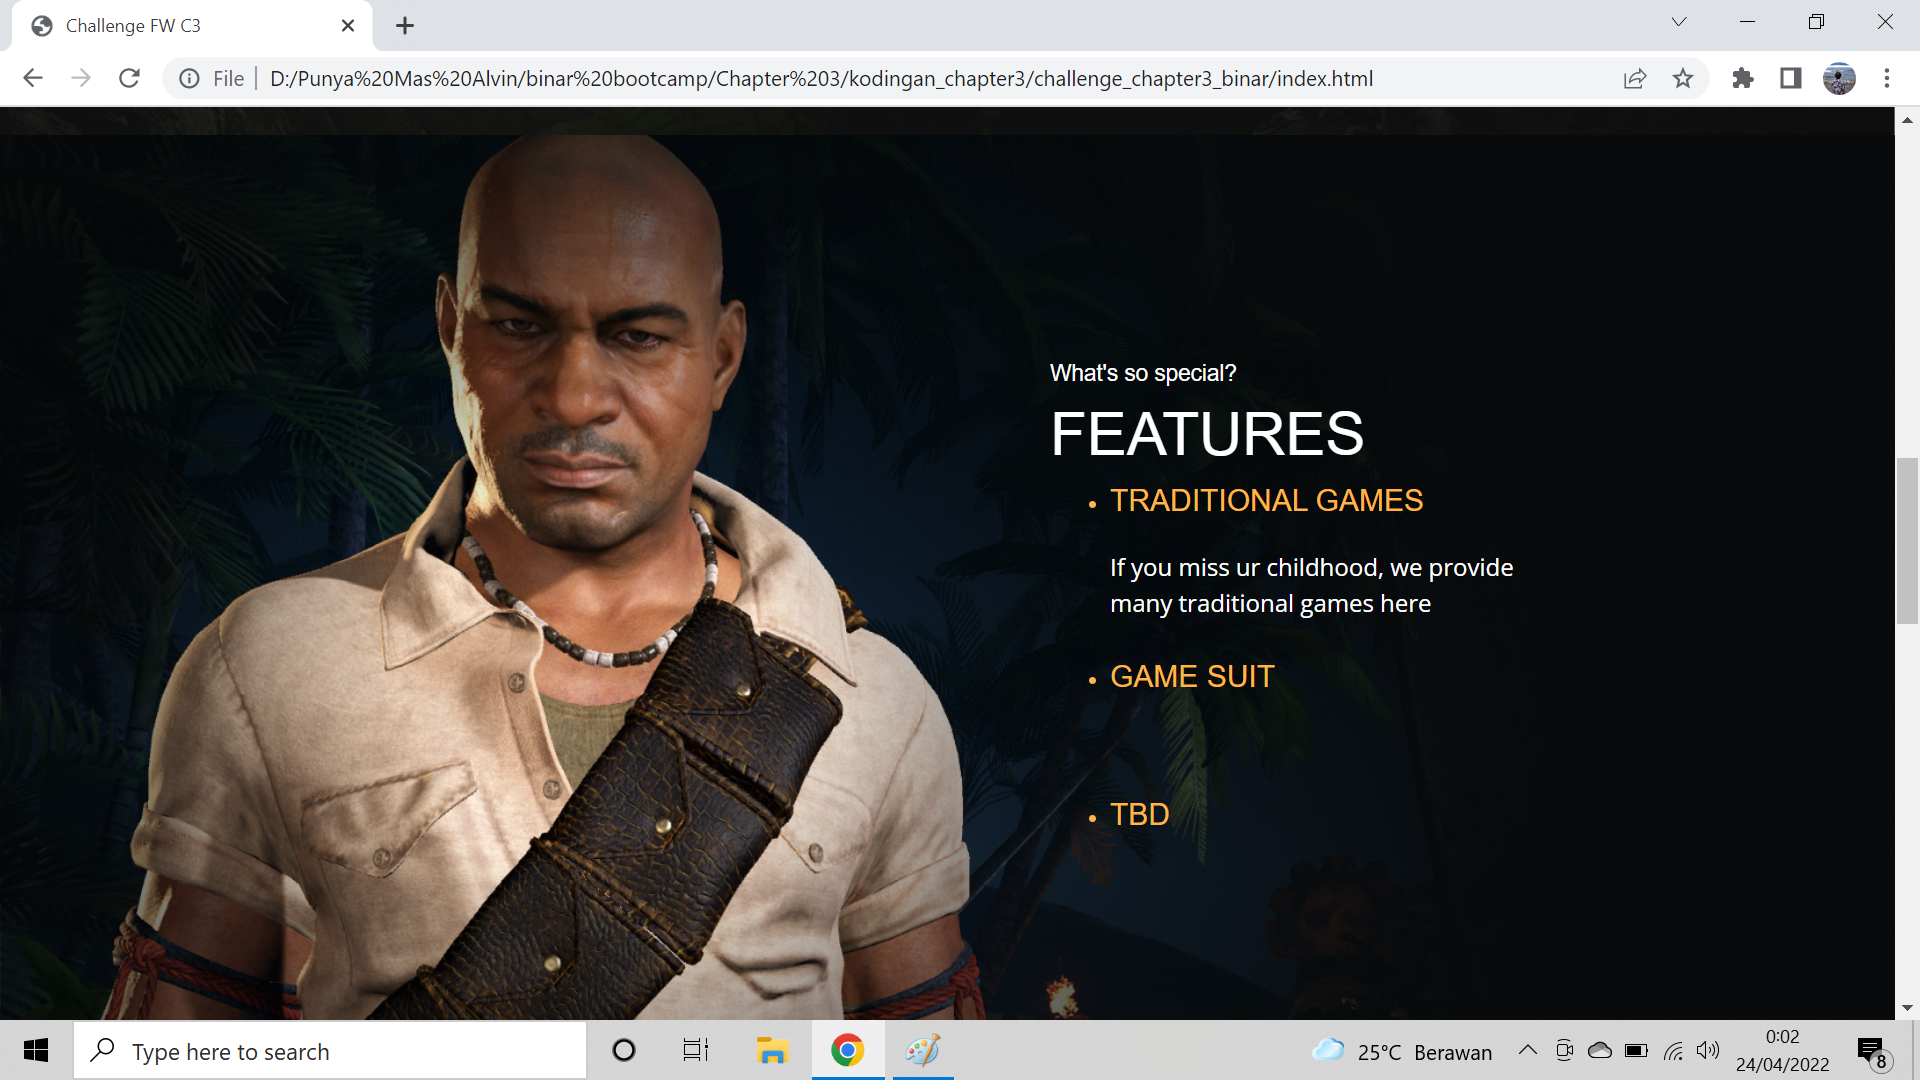 Challenge FW C3
File
D:/Punya%20Mas%20Alvin/binar%20bootcamp/Chapter%203/kodingan_chapter3/challenge_chapter3_binar/index.html
What's so special?
FEATURES
• TRADITIONAL GAMES
If you miss ur childhood, we provide
many traditional games here
• GAME SUIT
• TBD
Type here to search
25°C Berawan
0:02
24/04/2022
8